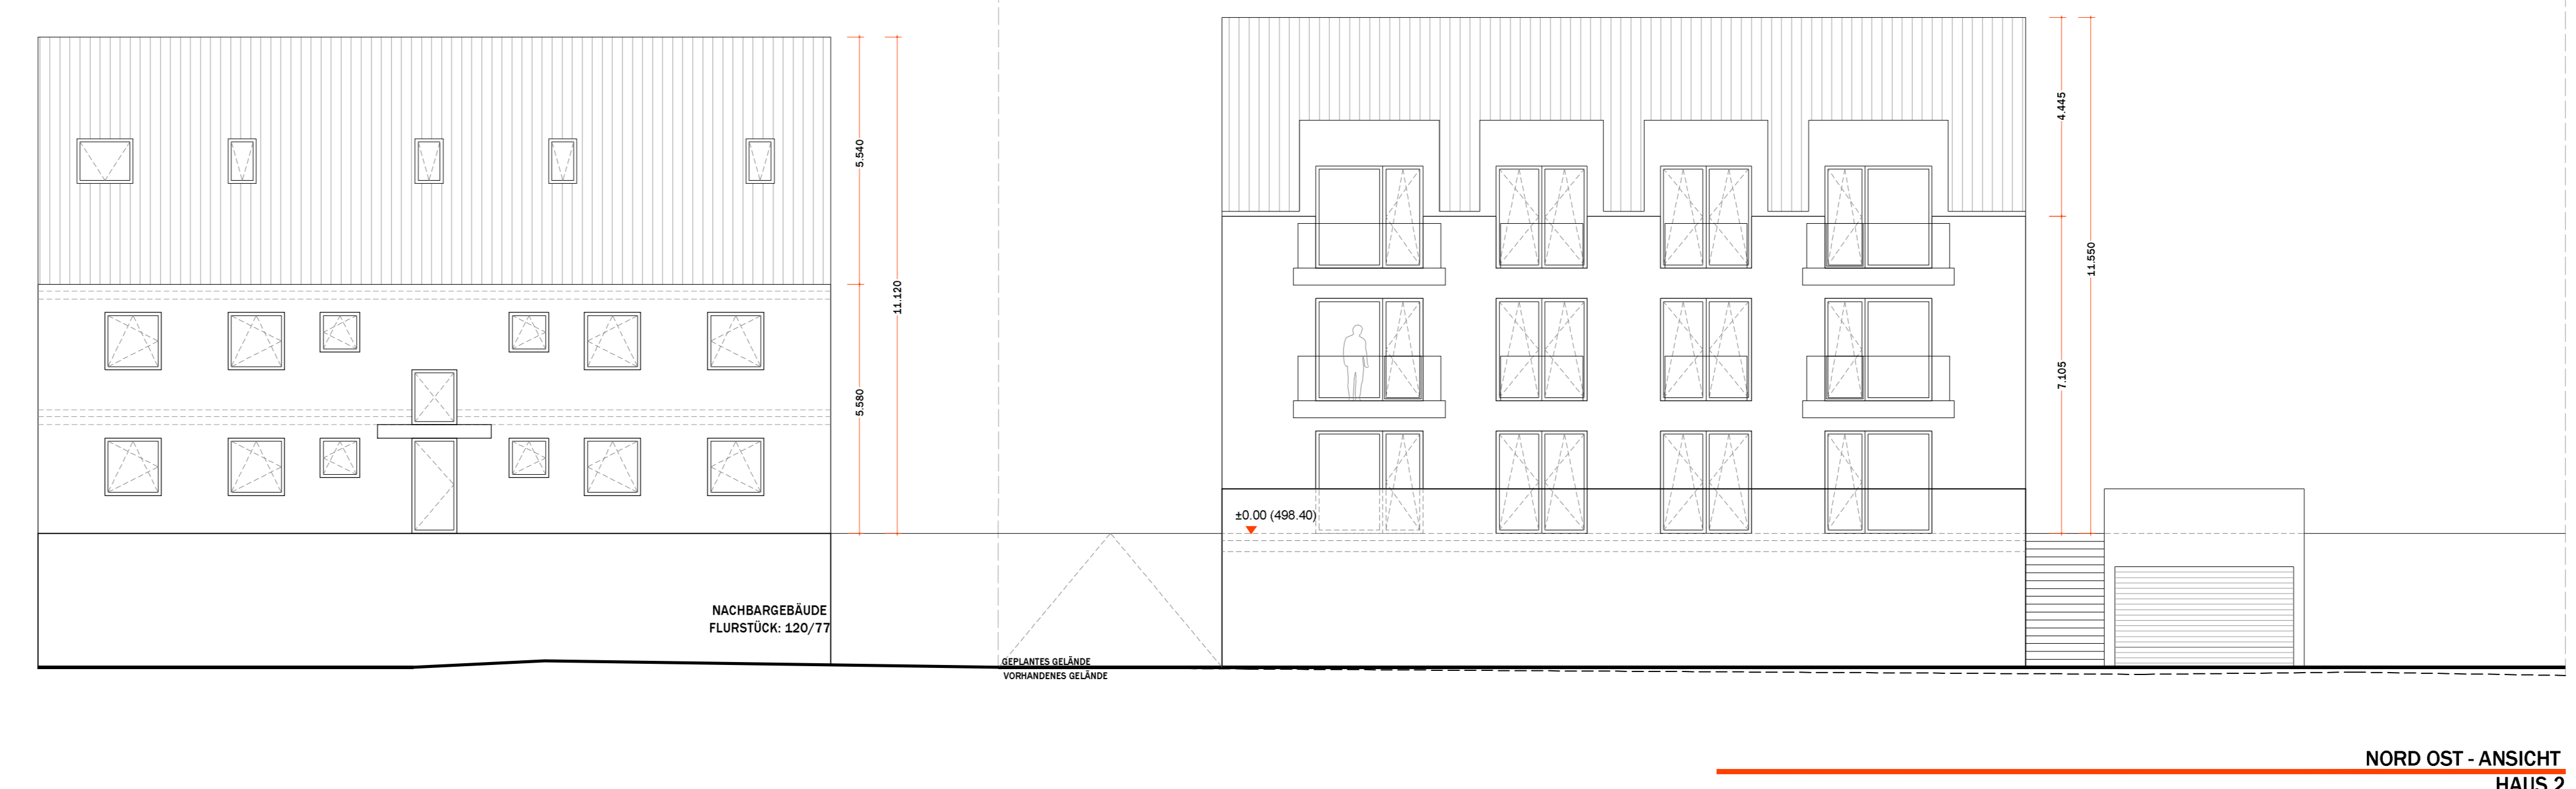 5.540
11.120
5.580
4.445
11.550
7.105
±0.00 (498.40)
NACHBARGEBÄUDE
FLURSTÜCK: 120/77
GEPLANTES GELÄNDE
VORHANDENES GELÄNDE
NORD OST - ANSICHT
HAUS 2